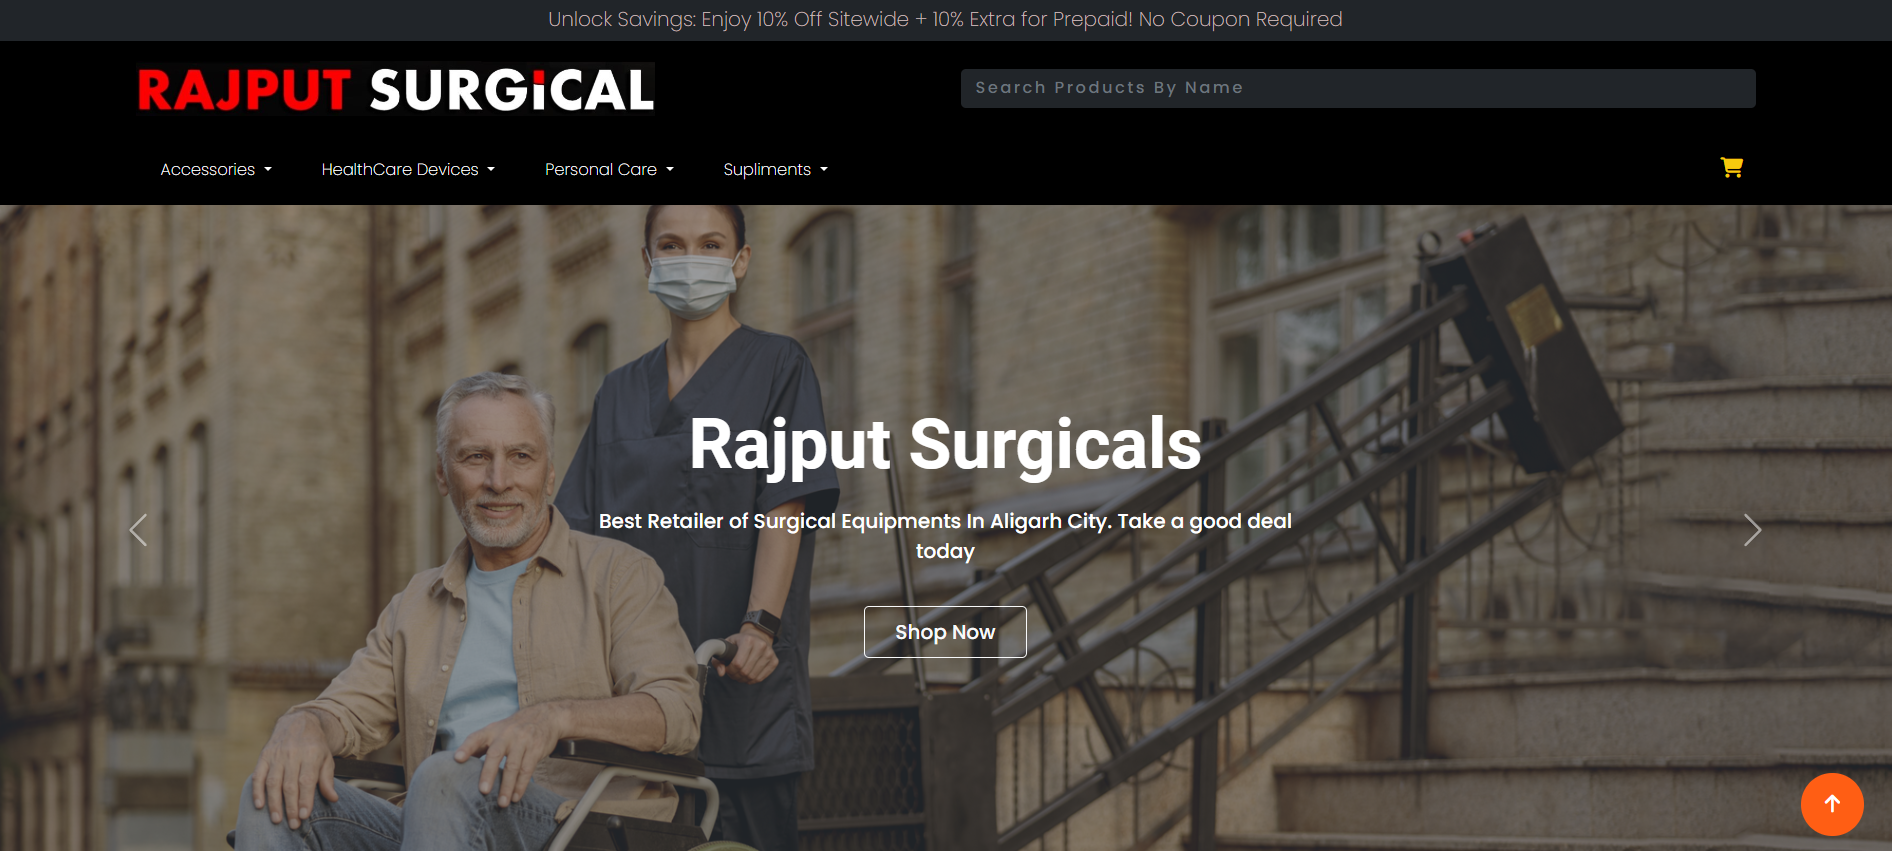 Unlock Savings: Enjoy 10% Off Sitewide + 10% Extra for Prepaid! No Coupon Required
RAJPUT SURGiCAL
Search Products By Name
Accessories
HealthCare Devices
Personal Care
Supliments
Rajput Surgicals
Best Retailer of Surgical Equipments In Aligarh City. Take a good deal
today
Shop Now